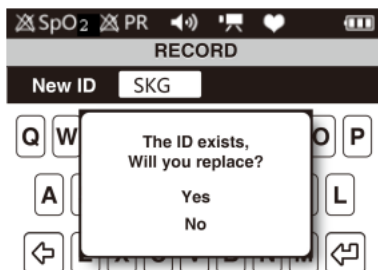 SpO2 PR
RECORD
New ID SKG
Q W O P
The ID exists,
Will you replace?
A L
Yes
No